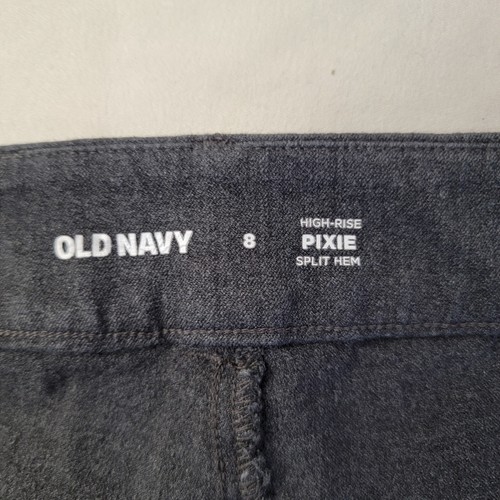 OLD NAVY
8
HIGH-RISE
PIXIE
SPLIT HEM